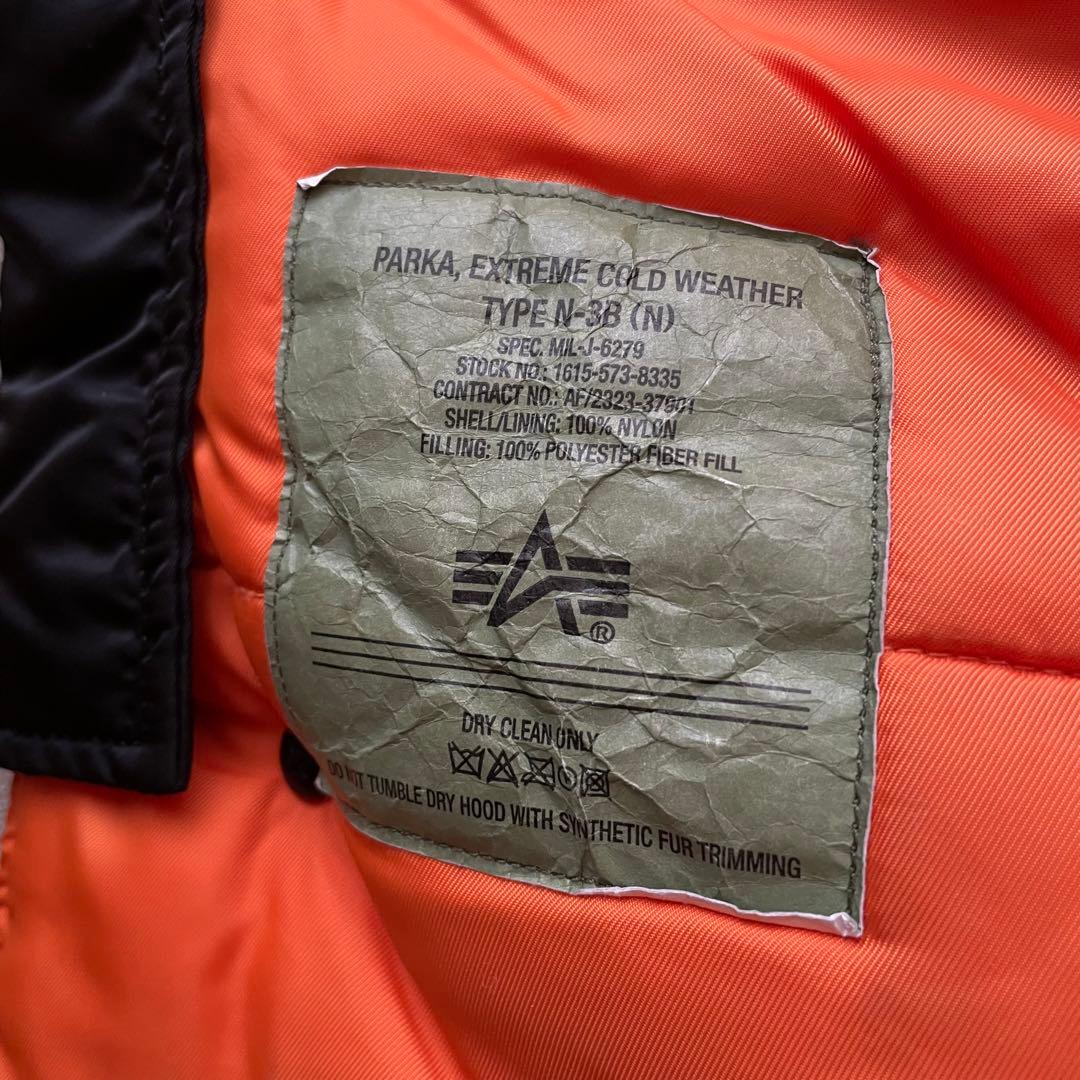 PARKA, EXTREME COLD WEATHER
TYPE N-3B (N)
SPEC. MIL-J-6279
STOCK NO.: 1615-573-8335
CONTRACT NO.: AF/2323-37901
SHELL/LINING: 100% NYLON
FILLING: 100% POLYESTER FIBER FILL
®
DRY CLEAN ONLY
DO NOT TUMBLE DRY HOOD WITH SYNTHETIC FUR TRIMMING